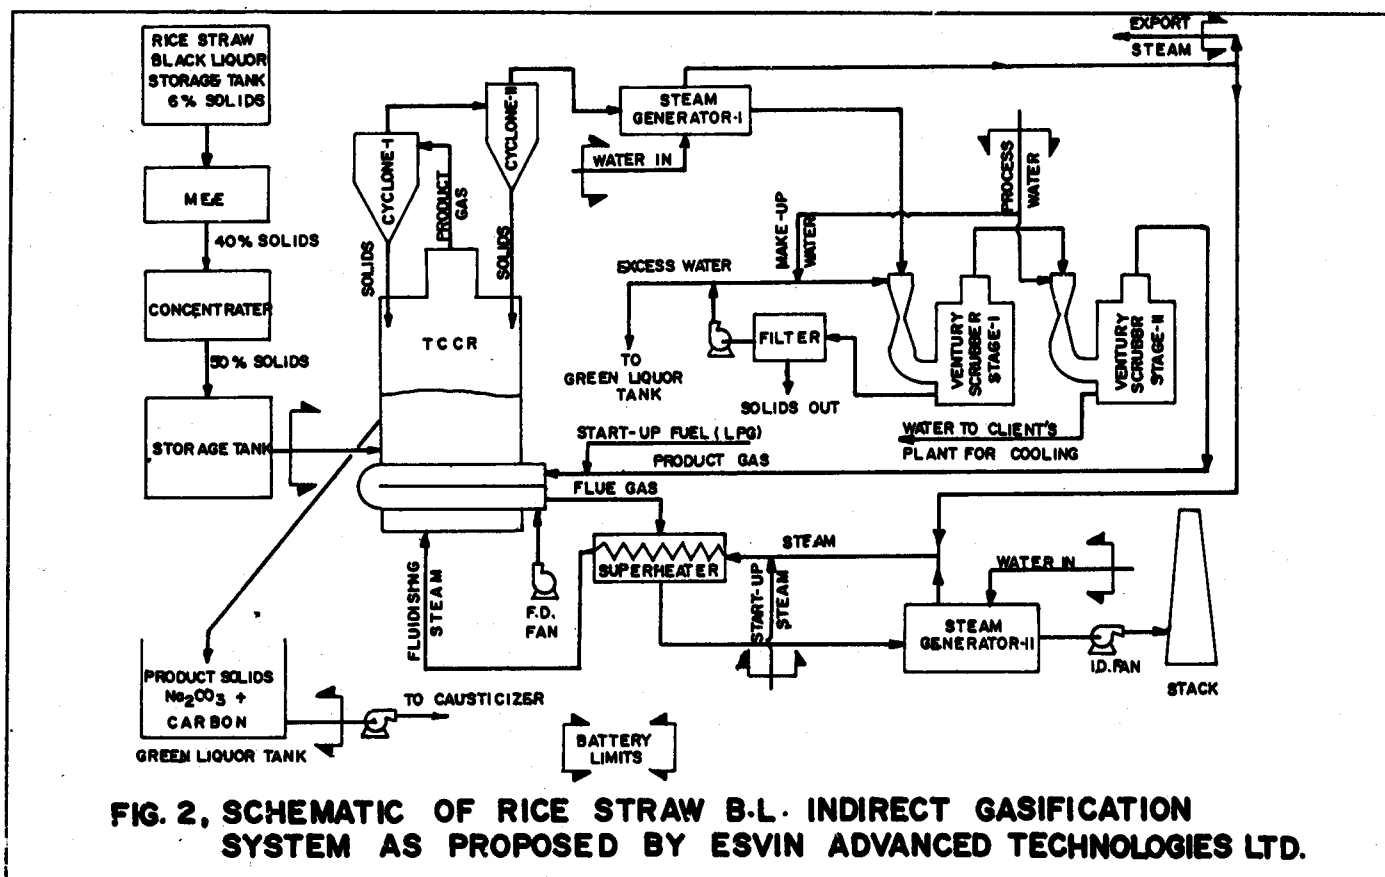 RICE STRAW
BLACK LIQUOR
STORAGE TANK
6% SOLIDS
MEE
40% SOLIDS
CONCENTRATER
50% SOLIDS
STORAGE TANK
CYCLONE-I
CYCLONE-II
PRODUCT
GAS
SOLIDS
SOLIDS
TCCR
STEAM
GENERATOR-I
WATER IN
EXPORT
STEAM
PROCESS
WATER
MAKE-UP
WATER
EXCESS WATER
TO
GREEN LIQUOR
TANK
FILTER
SOLIDS OUT
VENTURY
SCRUBBER
STAGE-I
VENTURY
SCRUBBR
STAGE-II
WATER TO CLIENT'S
PLANT FOR COOLING
START-UP FUEL (LPG)
PRODUCT GAS
FLUE GAS
SUPERHEATER
STEAM
START-UP
STEAM
FLUIDISING
STEAM
F.D.
FAN
WATER IN
STEAM
GENERATOR-II
I.D. FAN
STACK
PRODUCT SOLIDS
Na₂CO₃ +
CARBON
GREEN LIQUOR TANK
TO CAUSTICIZER
BATTERY
LIMITS
FIG. 2, SCHEMATIC OF RICE STRAW B.L. INDIRECT GASIFICATION
SYSTEM AS PROPOSED BY ESVIN ADVANCED TECHNOLOGIES LTD.